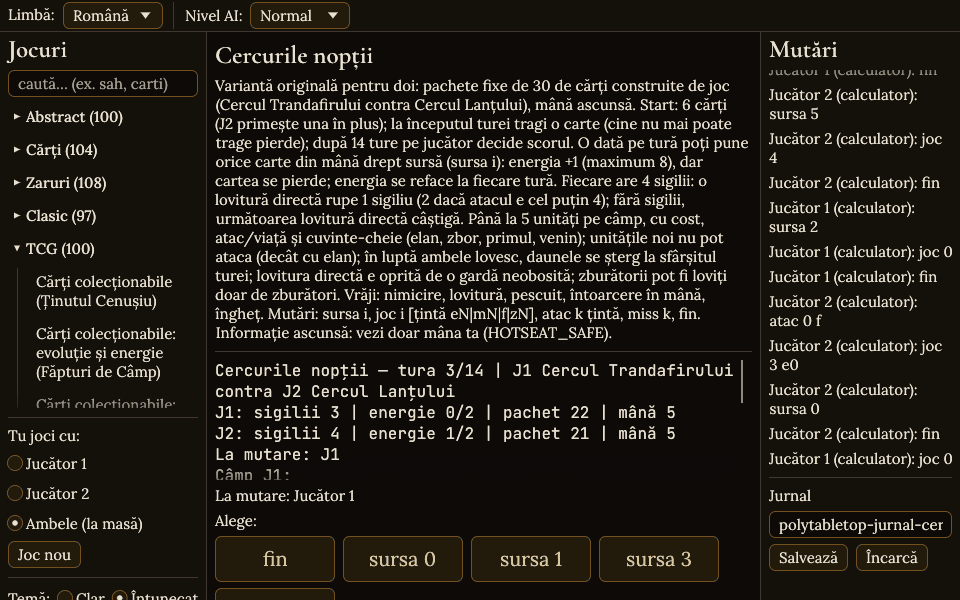 Limbă: Română ▼ Nivel AI: Normal ▼
Jocuri
caută... (ex. sah, carti)
▸ Abstract (100)
▸ Cărți (104)
▸ Zaruri (108)
▸ Clasic (97)
▾ TCG (100)
Cărți colecționabile
(Ținutul Cenușiu)
Cărți colecționabile:
evoluție și energie
(Făpturi de Câmp)
Cărți colecționabile:
Tu joci cu:
Jucător 1
Jucător 2
Ambele (la masă)
Joc nou
Temă: Clar Întunecat
Cercurile nopții
Variantă originală pentru doi: pachete fixe de 30 de cărți construite de joc
(Cercul Trandafirului contra Cercul Lanțului), mână ascunsă. Start: 6 cărți
(J2 primește una în plus); la începutul turei tragi o carte (cine nu mai poate
trage pierde); după 14 ture pe jucător decide scorul. O dată pe tură poți pune
orice carte din mână drept sursă (sursa i): energia +1 (maximum 8), dar
cartea se pierde; energia se reface la fiecare tură. Fiecare are 4 sigilii: o
lovitură directă rupe 1 sigiliu (2 dacă atacul e cel puțin 4); fără sigilii,
următoarea lovitură directă câștigă. Până la 5 unități pe câmp, cu cost,
atac/viață și cuvinte-cheie (elan, zbor, primul, venin); unitățile noi nu pot
ataca (decât cu elan); în luptă ambele lovesc, daunele se șterg la sfârșitul
turei; lovitura directă e oprită de o gardă neobosită; zburătorii pot fi loviți
doar de zburători. Vrăji: nimicire, lovitură, pescuit, întoarcere în mână,
îngheț. Mutări: sursa i, joc i [țintă eN|mN|f|zN], atac k țintă, miss k, fin.
Informație ascunsă: vezi doar mâna ta (HOTSEAT_SAFE).
Cercurile nopții — tura 3/14 | J1 Cercul Trandafirului
contra J2 Cercul Lanțului
J1: sigilii 3 | energie 0/2 | pachet 22 | mână 5
J2: sigilii 4 | energie 1/2 | pachet 21 | mână 5
La mutare: J1
Câmp J1:
La mutare: Jucător 1
Alege:
fin sursa 0 sursa 1 sursa 3
Mutări
Jucător 1 (calculator): fin
Jucător 2 (calculator):
sursa 5
Jucător 2 (calculator): joc
4
Jucător 2 (calculator): fin
Jucător 1 (calculator):
sursa 2
Jucător 1 (calculator): joc 0
Jucător 1 (calculator): fin
Jucător 2 (calculator):
atac 0 f
Jucător 2 (calculator): joc
3 e0
Jucător 2 (calculator):
sursa 0
Jucător 2 (calculator): fin
Jucător 1 (calculator): joc 0
Jurnal
polytabletop-jurnal-cer
Salvează Încarcă